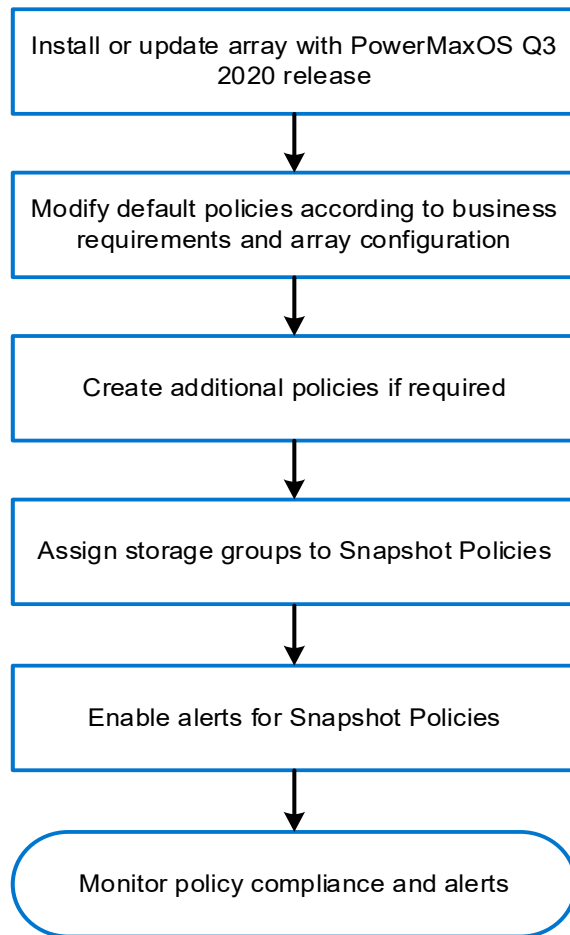 Install or update array with PowerMaxOS Q3
2020 release
Modify default policies according to business
requirements and array configuration
Create additional policies if required
Assign storage groups to Snapshot Policies
Enable alerts for Snapshot Policies
Monitor policy compliance and alerts